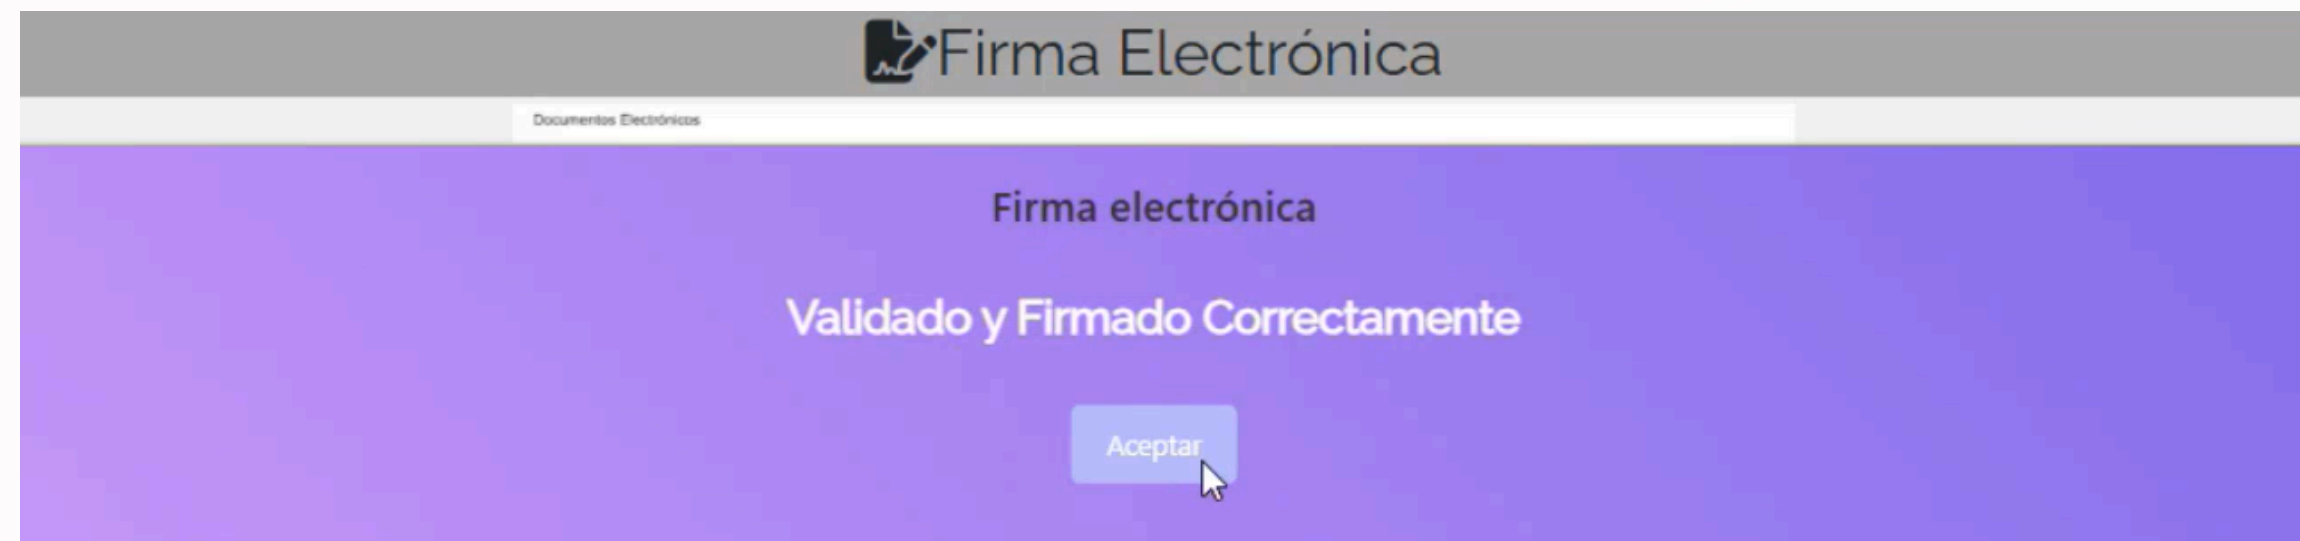 Firma Electrónica
Documentos Electrónicos
Firma electrónica
Validado y Firmado Correctamente
Aceptar